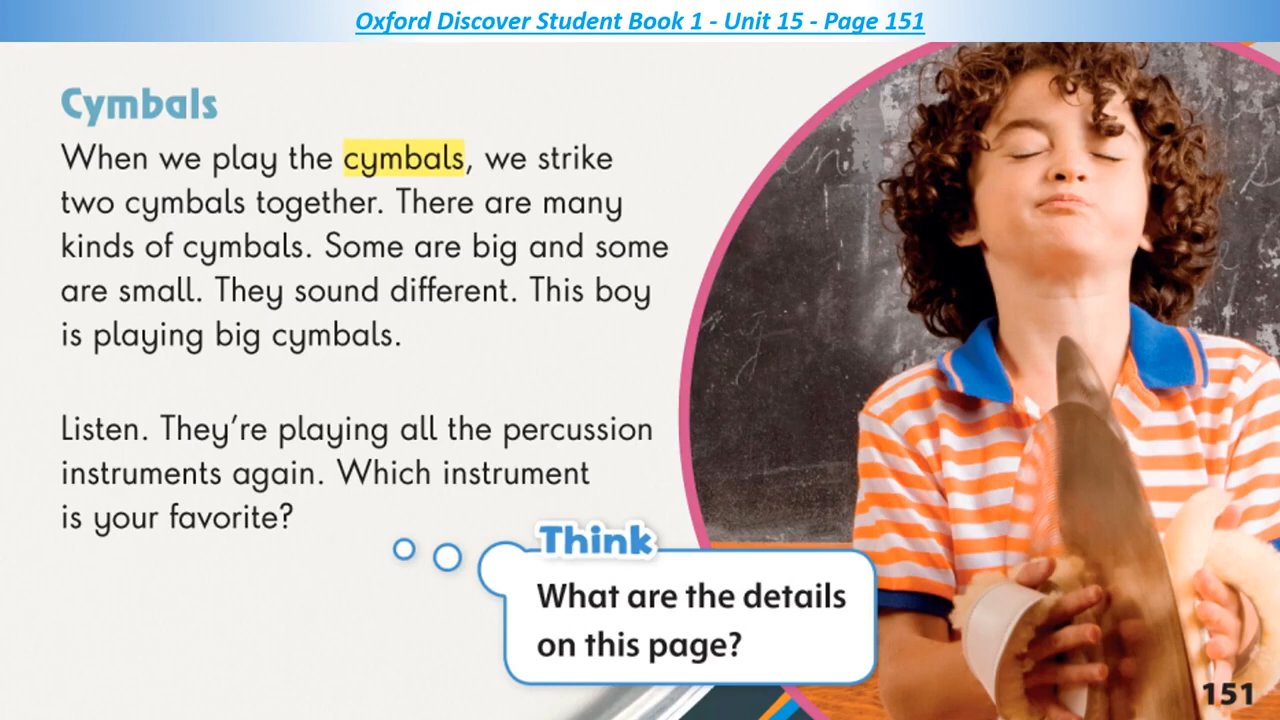 Oxford Discover Student Book 1 - Unit 15 - Page 151
Cymbals
When we play the cymbals, we strike
two cymbals together. There are many
kinds of cymbals. Some are big and some
are small. They sound different. This boy
is playing big cymbals.
Listen. They're playing all the percussion
instruments again. Which instrument
is your favorite?
Think
What are the details
on this page?
151